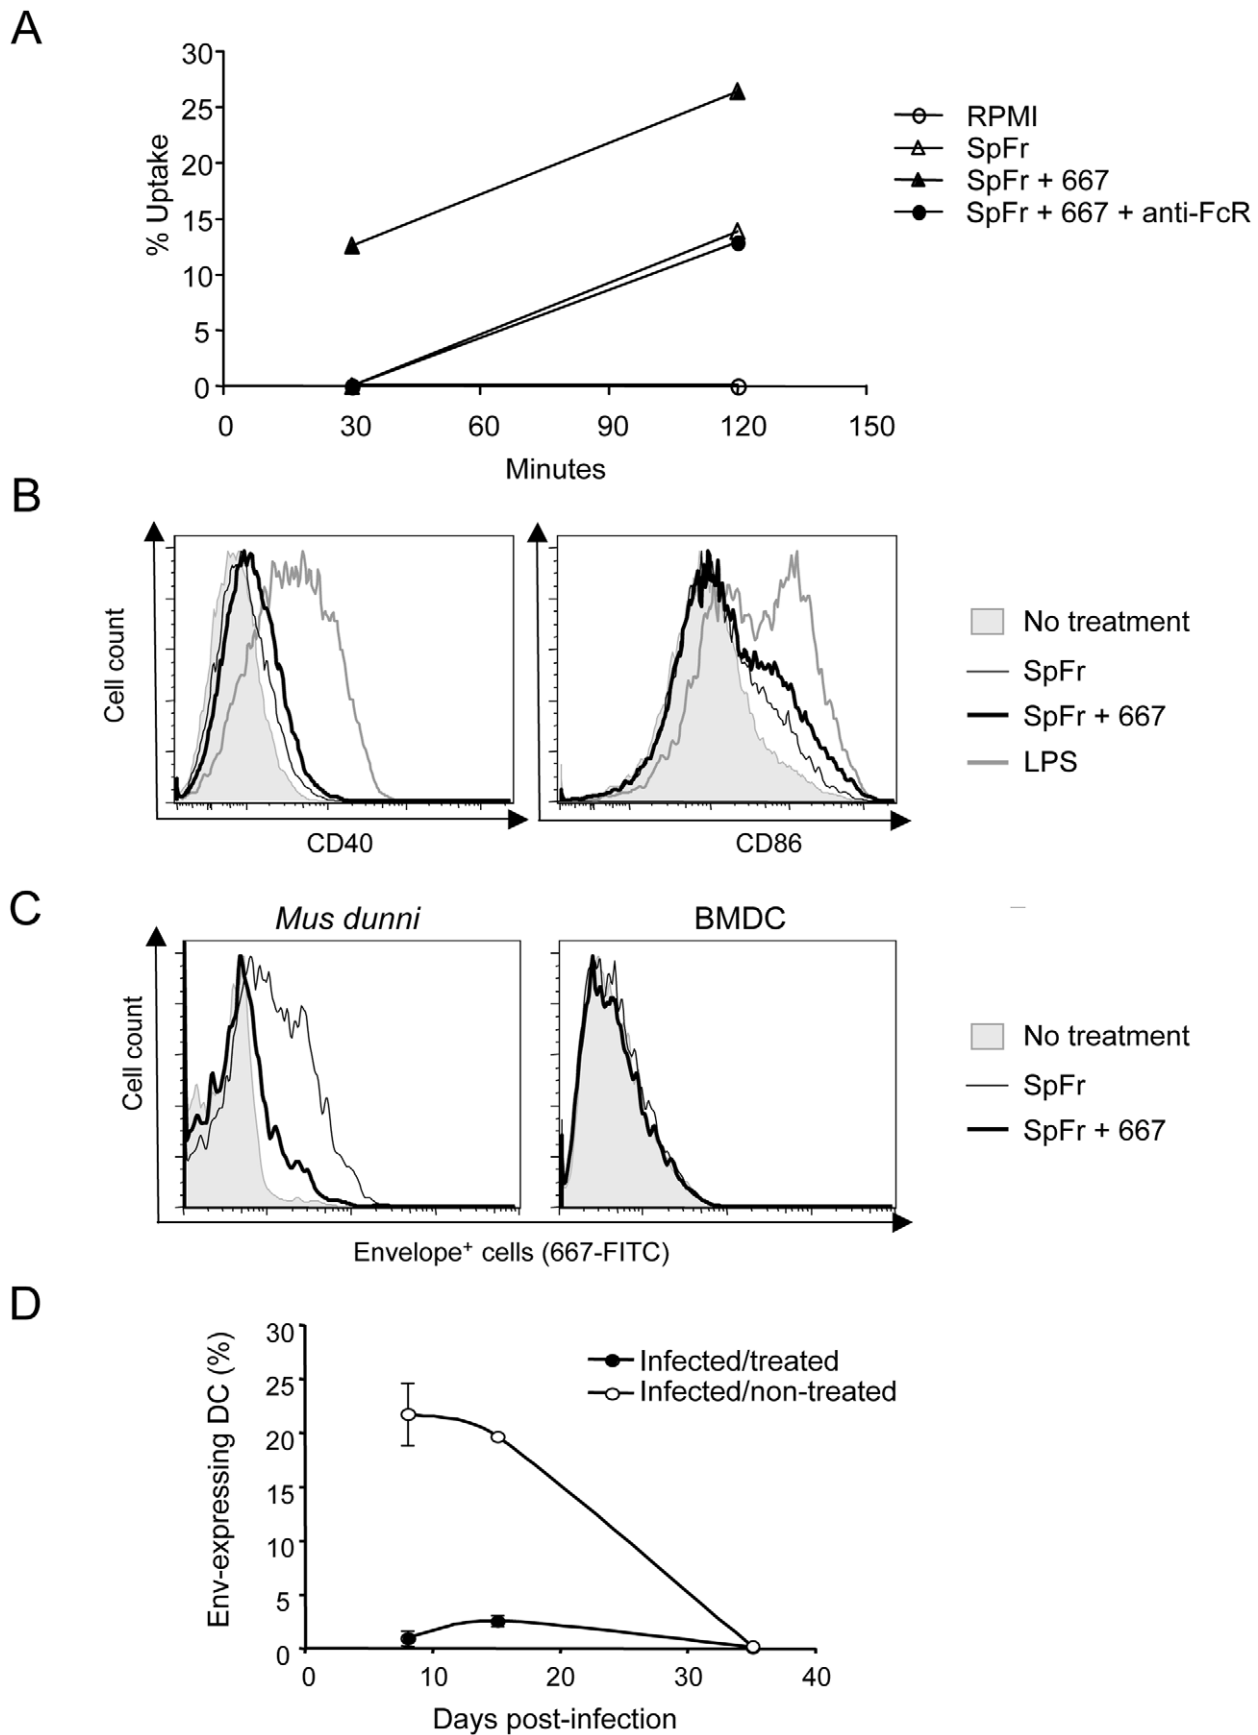 A
30
25
20
15
10
5
0
% Uptake
0 30 60 90 120 150
Minutes
RPMI
SpFr
SpFr + 667
SpFr + 667 + anti-FcR
B
Cell count
CD40
CD86
No treatment
SpFr
SpFr + 667
LPS
C
Mus dunni
BMDC
Cell count
Envelope⁺ cells (667-FITC)
No treatment
SpFr
SpFr + 667
D
30
25
20
15
10
5
0
Env-expressing DC (%)
Infected/treated
Infected/non-treated
0 10 20 30 40
Days post-infection